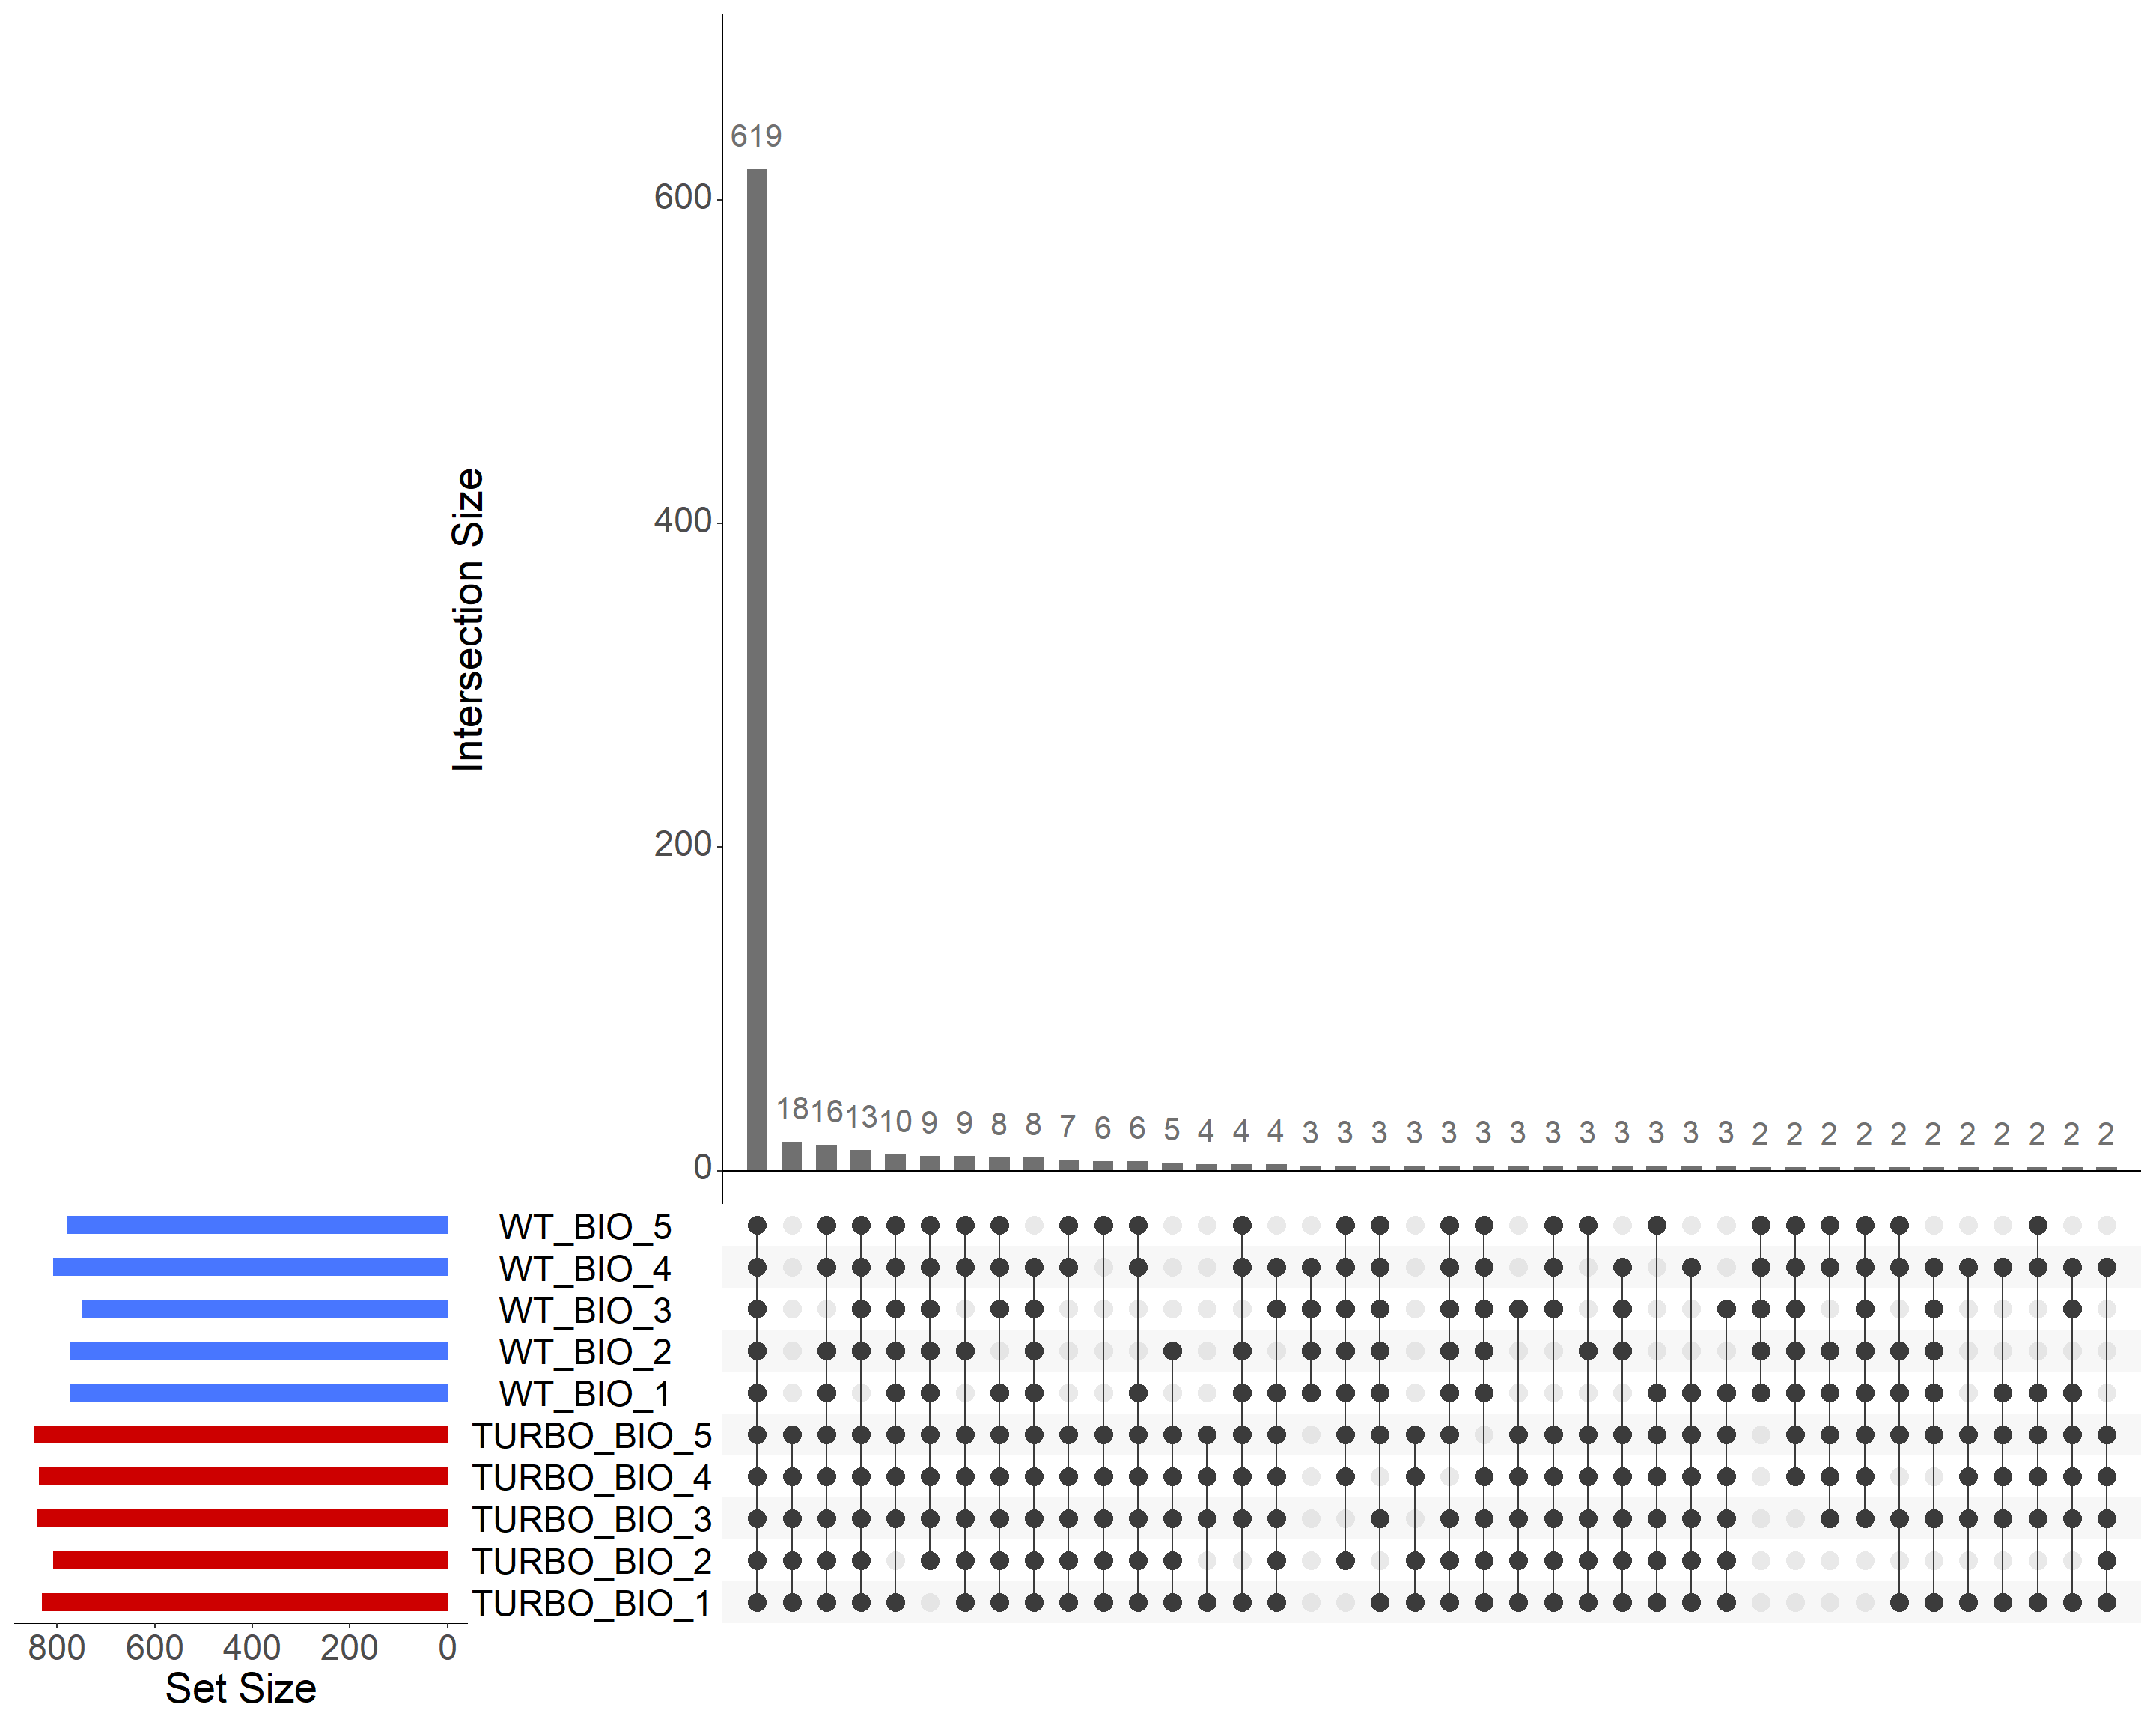 619
600
400
200
0
Intersection Size
18 16 13 10 9 9 8 8 7 6 6 5 4 4 4 3 3 3 3 3 3 3 3 3 3 3 3 3 2 2 2 2 2 2 2 2 2 2 2
WT_BIO_5
WT_BIO_4
WT_BIO_3
WT_BIO_2
WT_BIO_1
TURBO_BIO_5
TURBO_BIO_4
TURBO_BIO_3
TURBO_BIO_2
TURBO_BIO_1
800 600 400 200 0
Set Size